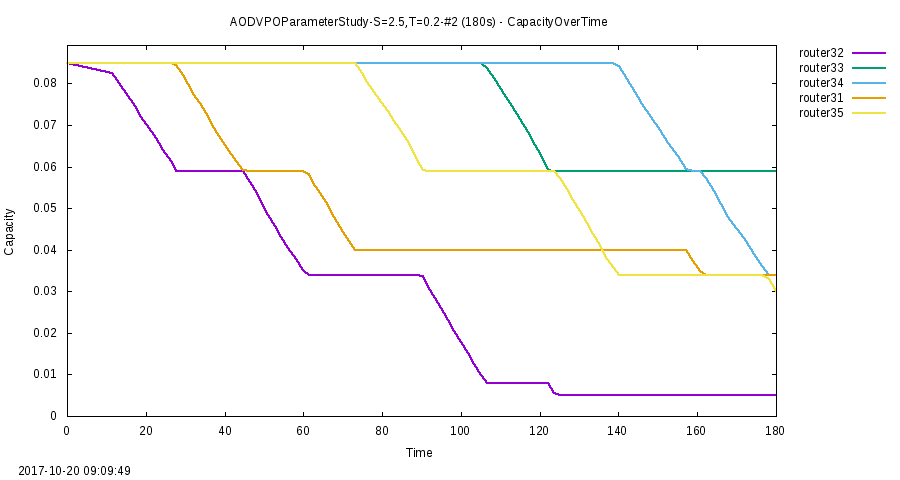 AODVPOParameterStudy-S=2.5,T=0.2-#2 (180s) - CapacityOverTime
router32
router33
router34
router31
router35
0.08
0.07
0.06
0.05
0.04
0.03
0.02
0.01
0
Capacity
0 20 40 60 80 100 120 140 160 180
Time
2017-10-20 09:09:49